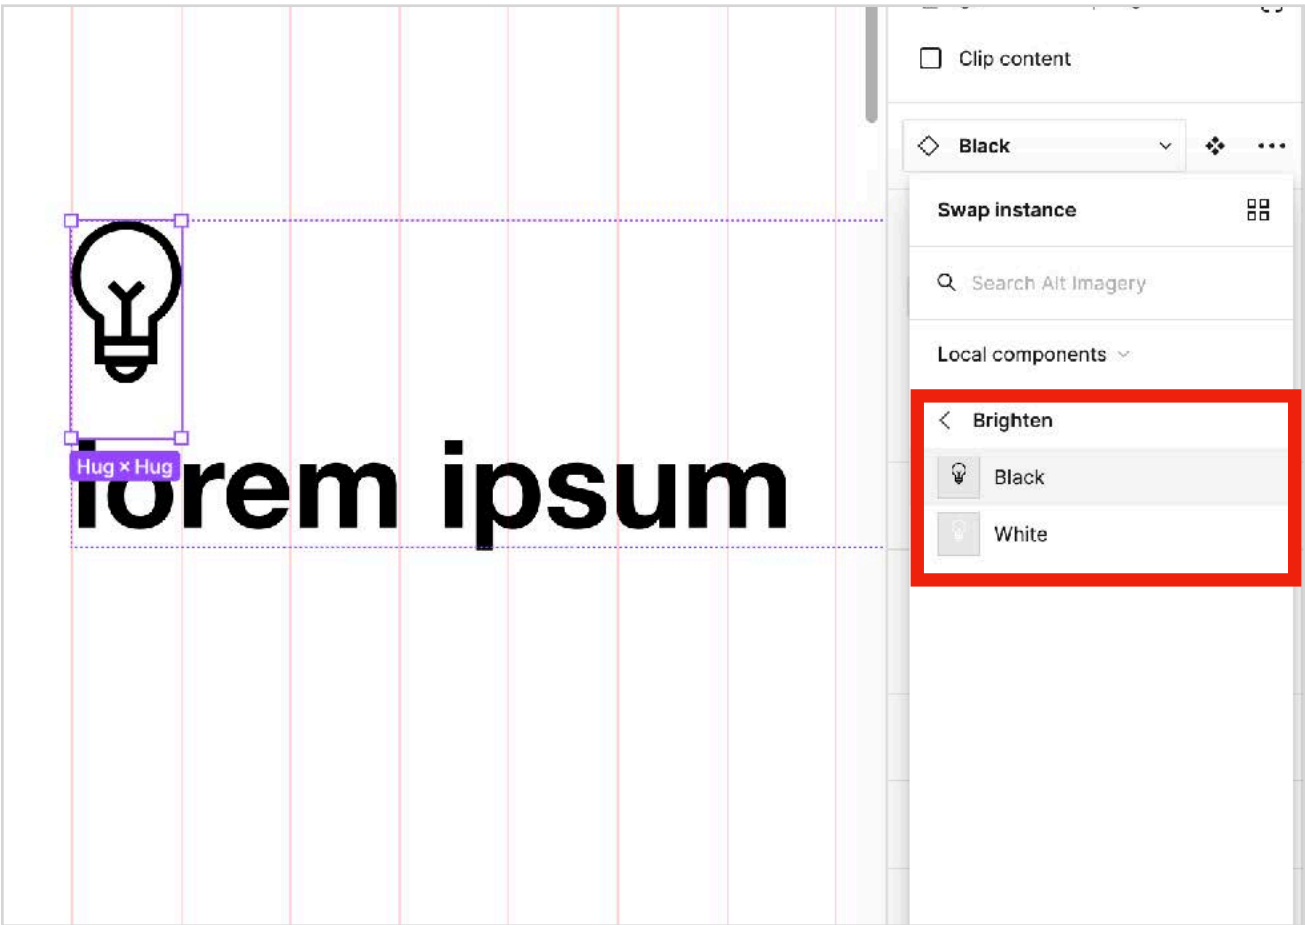 Clip content
Black
Swap instance
Search Alt Imagery
Local components
Brighten
Black
White
Hug × Hug
lorem ipsum